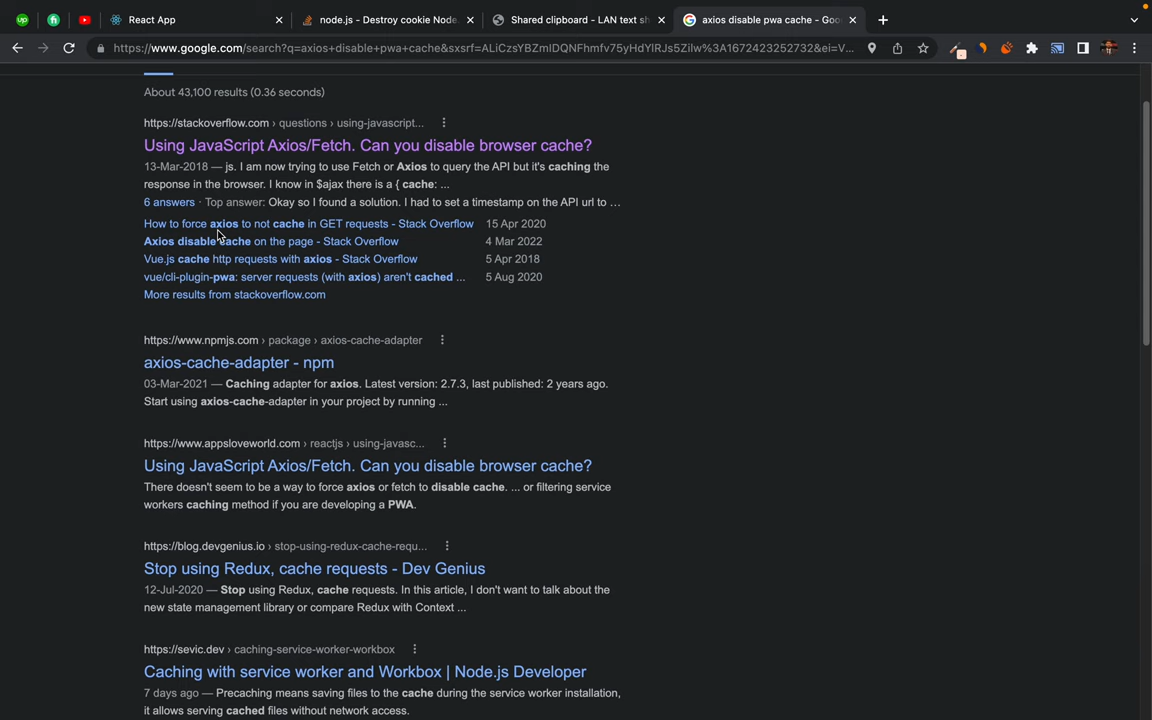 React App
node.js - Destroy cookie Node.
Shared clipboard - LAN text sh
axios disable pwa cache - Goo
https://www.google.com/search?q=axios+disable+pwa+cache&sxsrf=ALiCzsYBZmIDQNFhmfv75yHdYlRJs5Zilw%3A1672423252732&ei=V...
About 43,100 results (0.36 seconds)
https://stackoverflow.com › questions › using-javascript...
Using JavaScript Axios/Fetch. Can you disable browser cache?
13-Mar-2018 — js. I am now trying to use Fetch or Axios to query the API but it's caching the
response in the browser. I know in $ajax there is a { cache: ...
6 answers · Top answer: Okay so I found a solution. I had to set a timestamp on the API url to ...
How to force axios to not cache in GET requests - Stack Overflow 15 Apr 2020
Axios disable cache on the page - Stack Overflow 4 Mar 2022
Vue.js cache http requests with axios - Stack Overflow 5 Apr 2018
vue/cli-plugin-pwa: server requests (with axios) aren't cached ... 5 Aug 2020
More results from stackoverflow.com
https://www.npmjs.com › package › axios-cache-adapter
axios-cache-adapter - npm
03-Mar-2021 — Caching adapter for axios. Latest version: 2.7.3, last published: 2 years ago.
Start using axios-cache-adapter in your project by running ...
https://www.appsloveworld.com › reactjs › using-javasc...
Using JavaScript Axios/Fetch. Can you disable browser cache?
There doesn't seem to be a way to force axios or fetch to disable cache. ... or filtering service
workers caching method if you are developing a PWA.
https://blog.devgenius.io › stop-using-redux-cache-requ...
Stop using Redux, cache requests - Dev Genius
12-Jul-2020 — Stop using Redux, cache requests. In this article, I don't want to talk about the
new state management library or compare Redux with Context ...
https://sevic.dev › caching-service-worker-workbox
Caching with service worker and Workbox | Node.js Developer
7 days ago — Precaching means saving files to the cache during the service worker installation,
it allows serving cached files without network access.